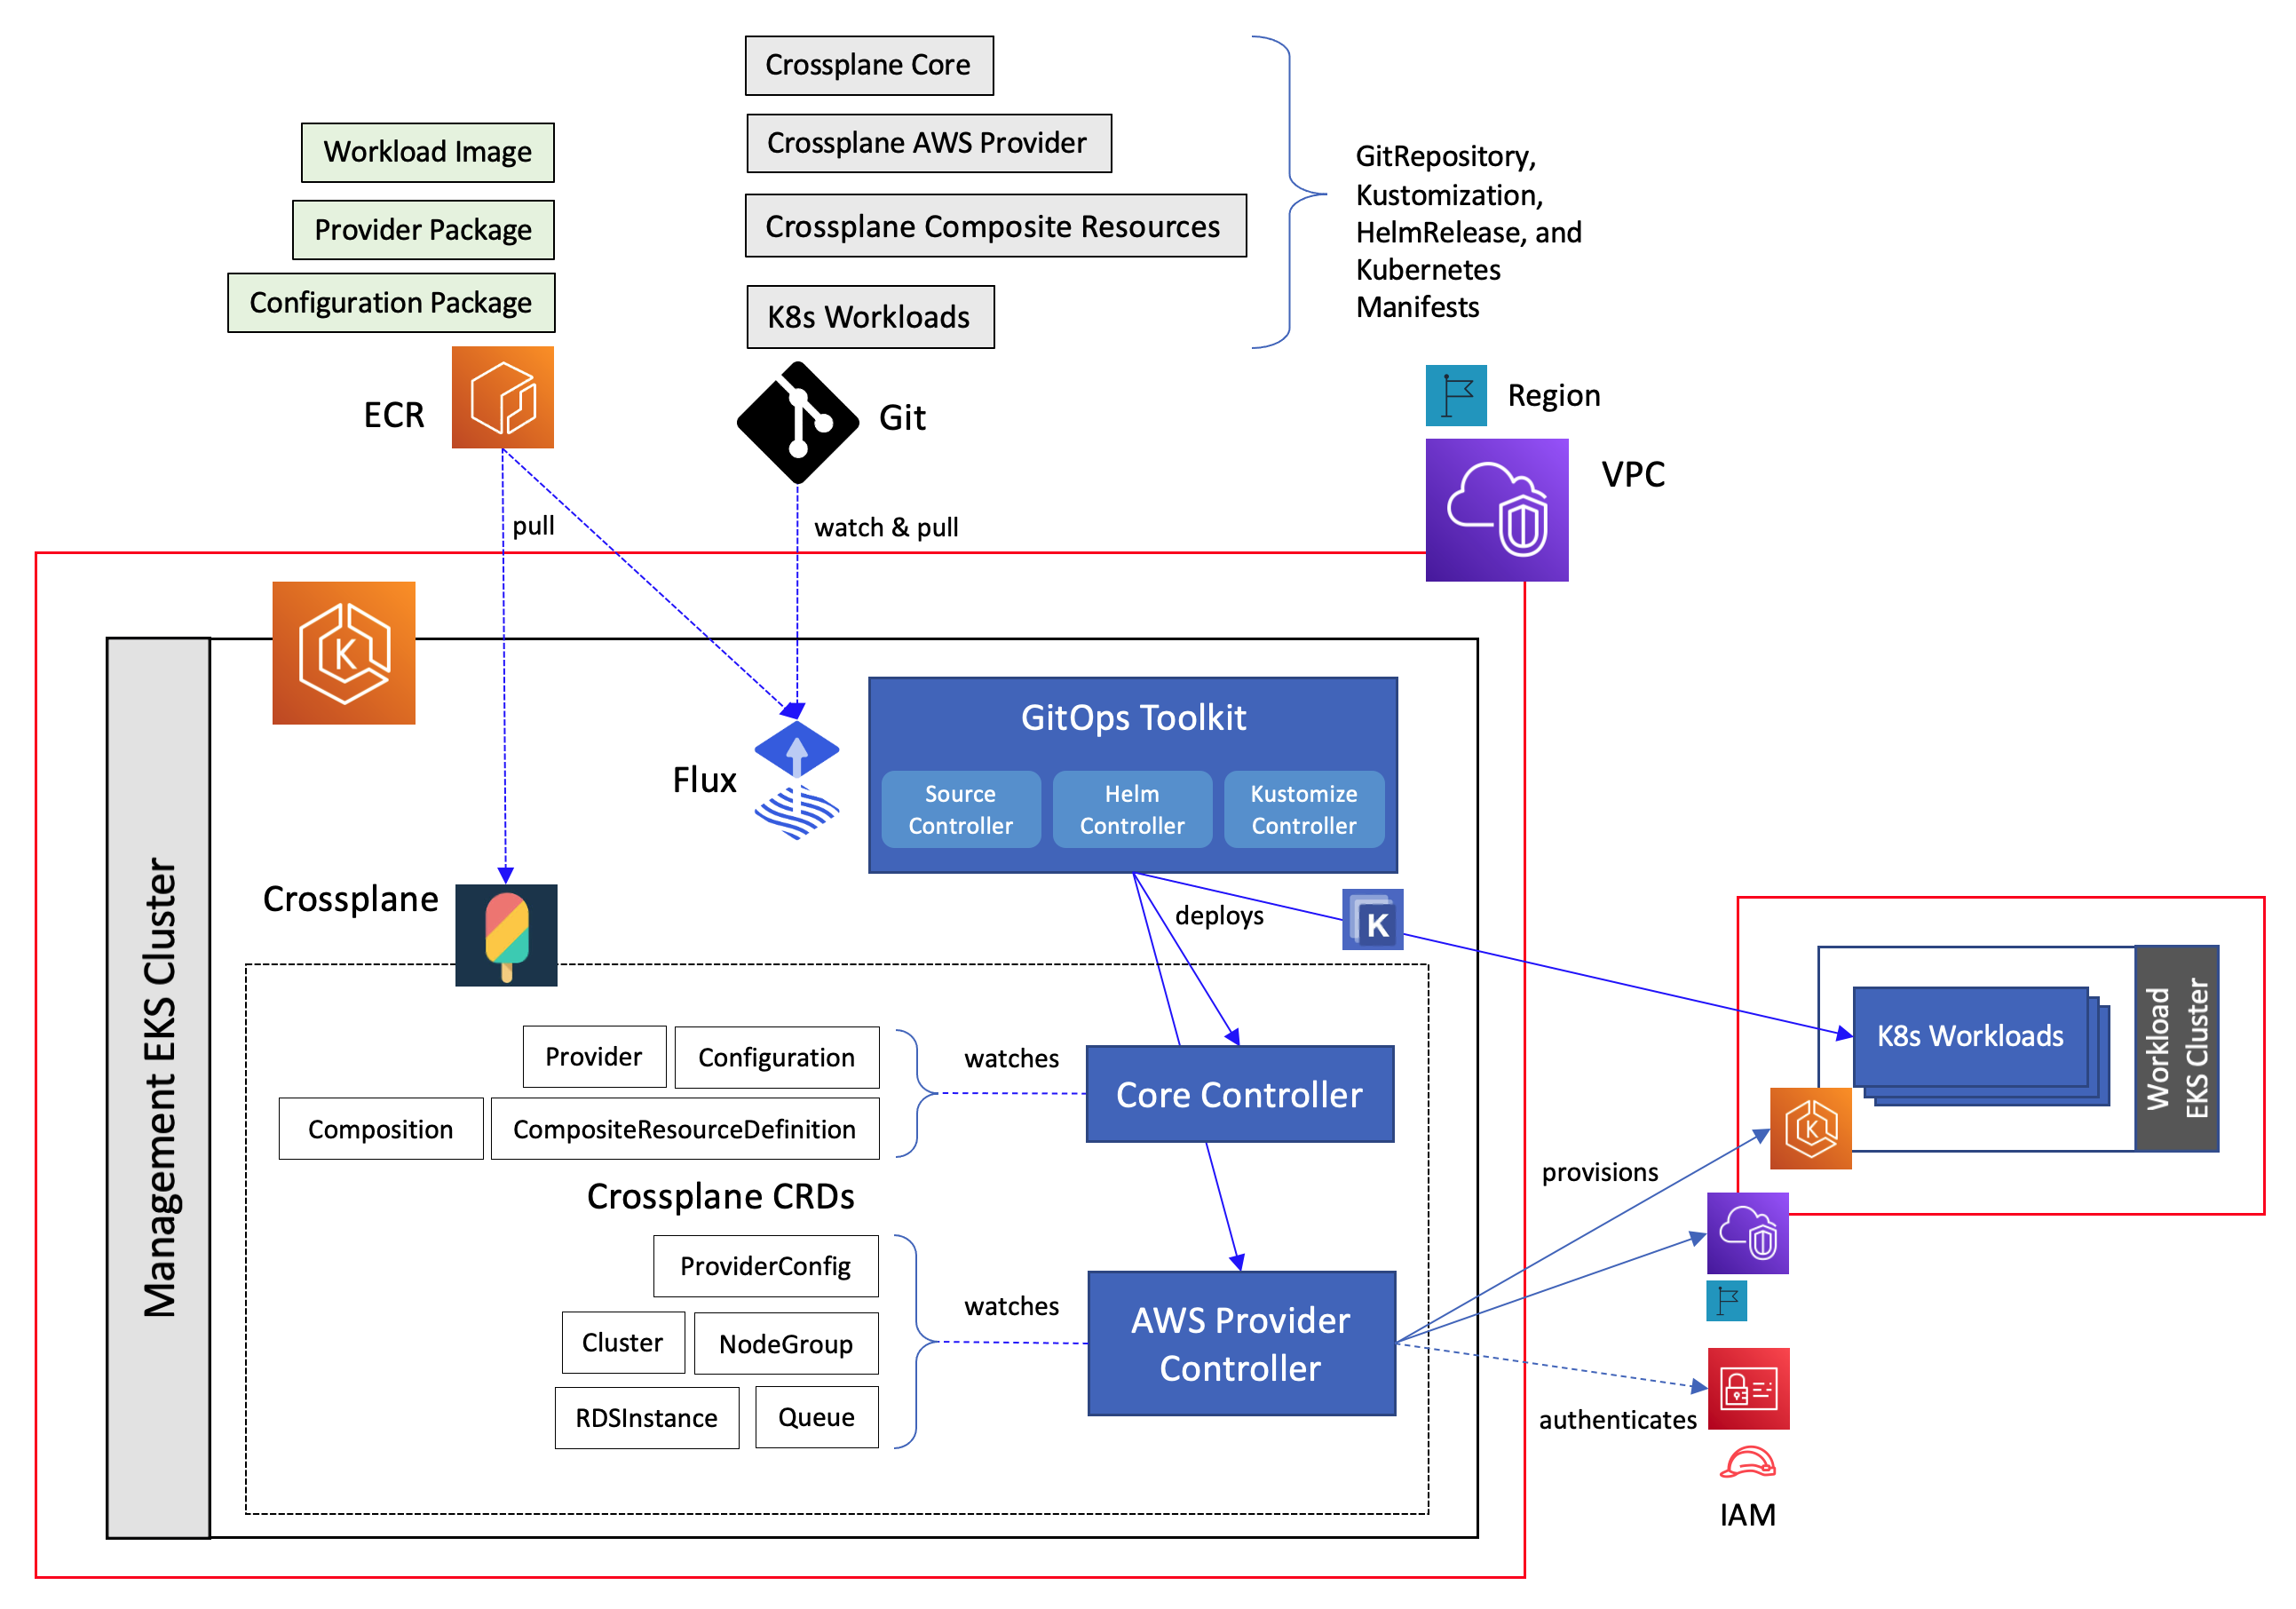 Crossplane Core
Crossplane AWS Provider
Crossplane Composite Resources
K8s Workloads
GitRepository,
Kustomization,
HelmRelease, and
Kubernetes
Manifests
Workload Image
Provider Package
Configuration Package
ECR
Git
Region
VPC
pull
watch & pull
K
Management EKS Cluster
GitOps Toolkit
Source
Controller
Helm
Controller
Kustomize
Controller
Flux
Crossplane
deploys
K
Provider
Configuration
Composition
CompositeResourceDefinition
watches
Core Controller
Crossplane CRDs
ProviderConfig
Cluster
NodeGroup
RDSInstance
Queue
watches
AWS Provider
Controller
K8s Workloads
Workload
EKS Cluster
K
provisions
authenticates
IAM